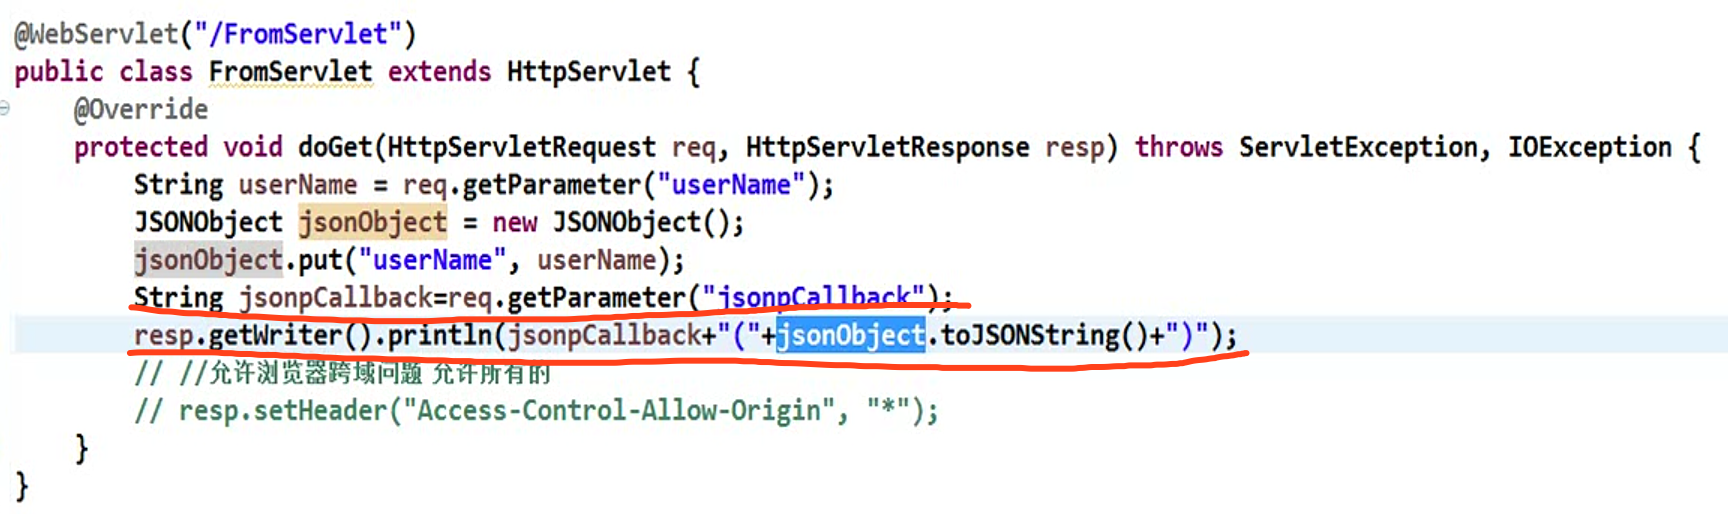 @WebServlet("/FromServlet")
public class FromServlet extends HttpServlet {
@Override
protected void doGet(HttpServletRequest req, HttpServletResponse resp) throws ServletException, IOException {
String userName = req.getParameter("userName");
JSONObject jsonObject = new JSONObject();
jsonObject.put("userName", userName);
String jsonpCallback=req.getParameter("jsonpCallback");
resp.getWriter().println(jsonpCallback+"("+jsonObject.toJSONString()+")");
// //允许浏览器跨域问题 允许所有的
// resp.setHeader("Access-Control-Allow-Origin", "*");
}
}